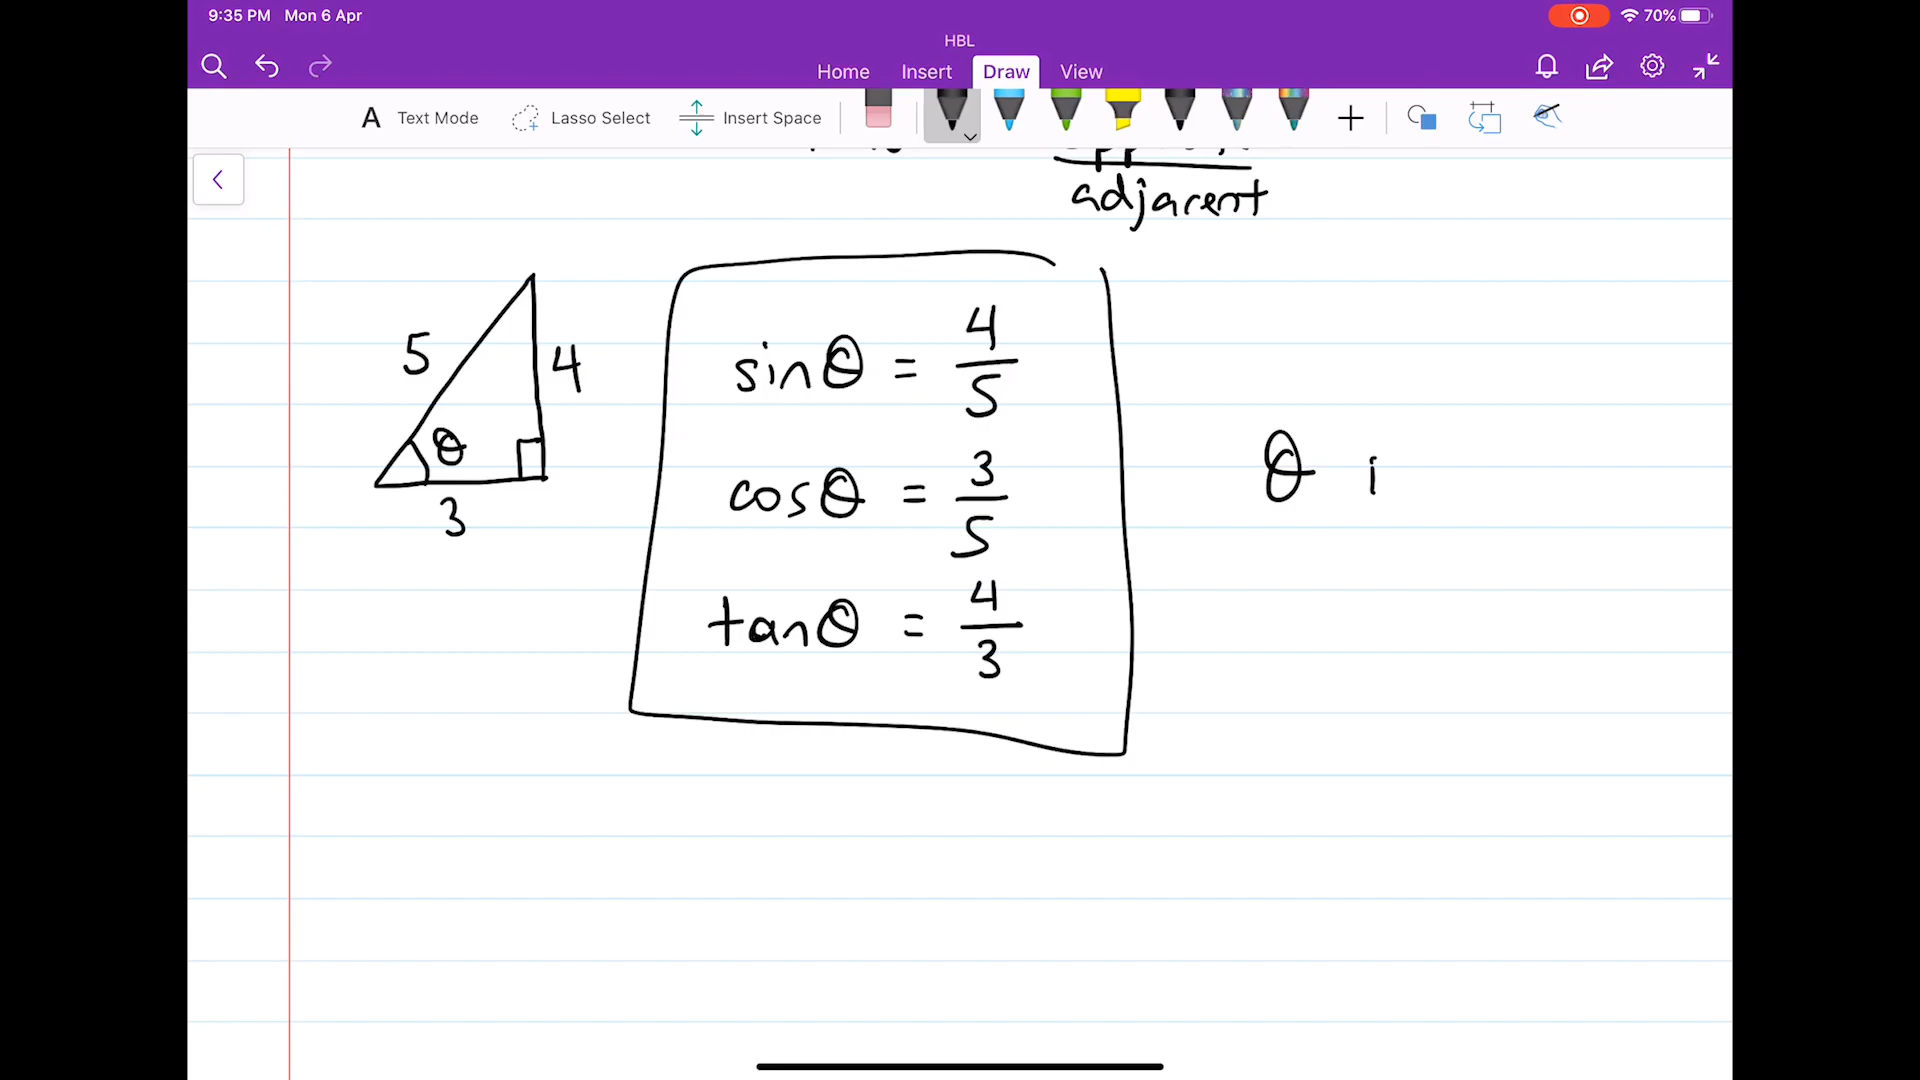 9:35 PM Mon 6 Apr
70%
HBL
Home Insert Draw View
A Text Mode Lasso Select Insert Space
adjacent
5
4
θ
3
sinθ = 4/5
cosθ = 3/5
tanθ = 4/3
θ i